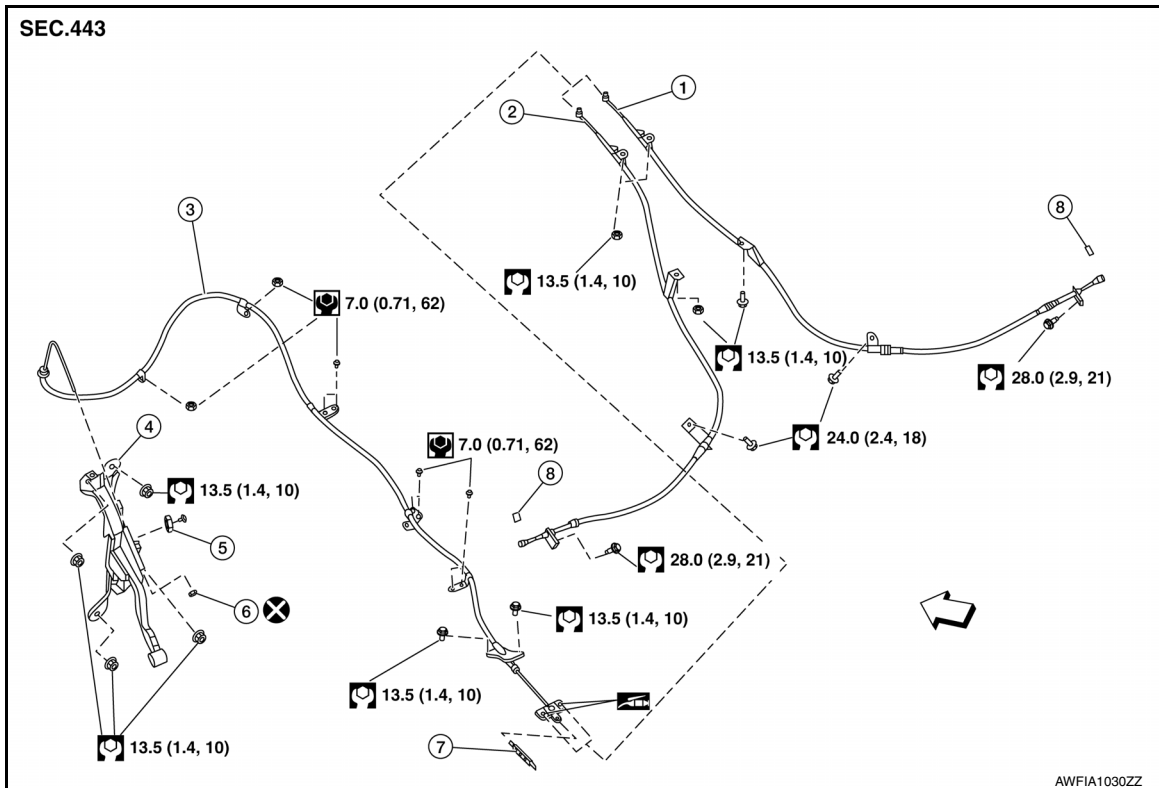 SEC.443
1
2
8
3
13.5 (1.4, 10)
7.0 (0.71, 62)
13.5 (1.4, 10)
28.0 (2.9, 21)
4
24.0 (2.4, 18)
7.0 (0.71, 62)
8
13.5 (1.4, 10)
5
28.0 (2.9, 21)
6
13.5 (1.4, 10)
13.5 (1.4, 10)
13.5 (1.4, 10)
7
AWFIA1030ZZ